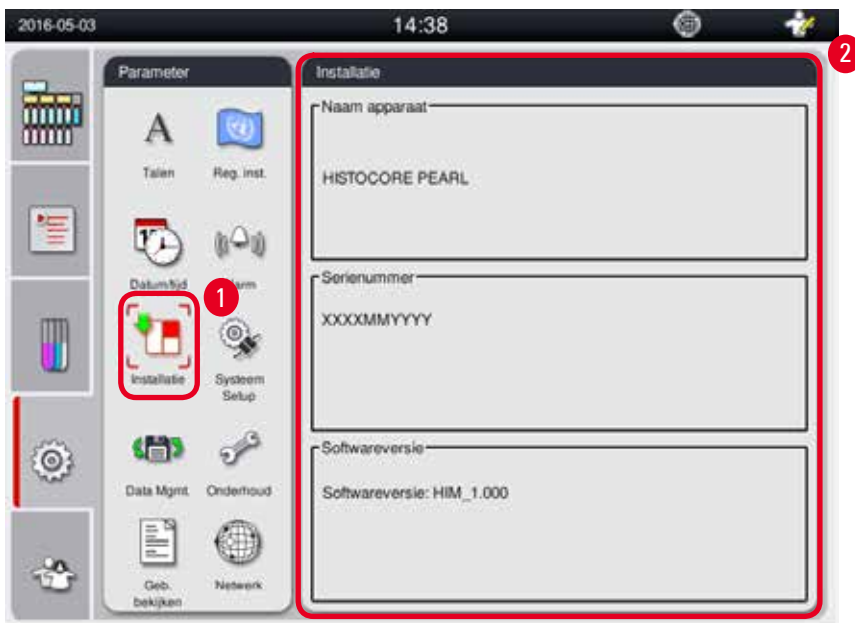 2016-05-03
14:38
2
Parameter
A
Talen
Reg. inst.
Datum/tijd
1
Installatie
Systeem
Setup
Data Mgmt.
Onderhoud
Geb.
bekijken
Netwerk
Installatie
Naam apparaat
HISTOCORE PEARL
Serienummer
XXXXMMYYYY
Softwareversie
Softwareversie: HIM_1.000